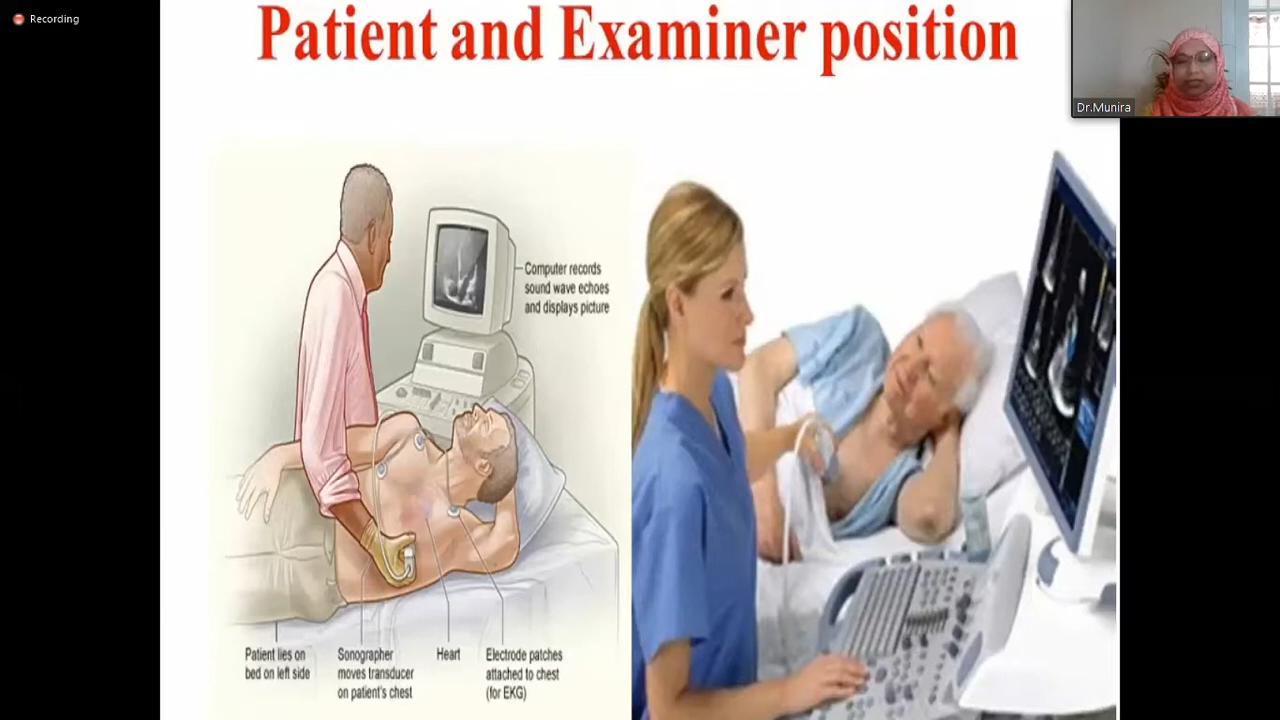 Recording
Patient and Examiner position
Dr.Munira
Computer records
sound wave echoes
and displays picture
Patient lies on
bed on left side
Sonographer
moves transducer
on patient's chest
Heart
Electrode patches
attached to chest
(for EKG)